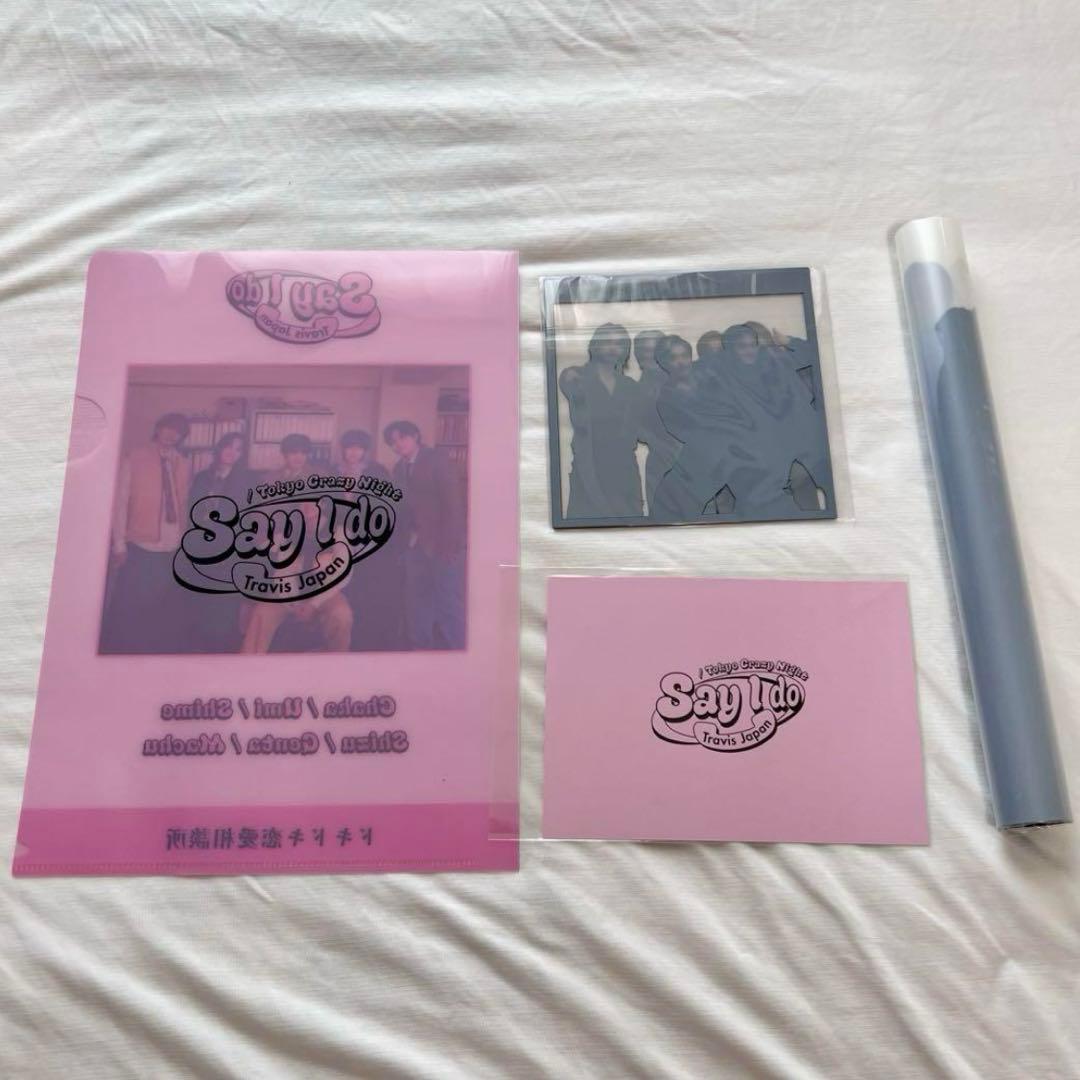 Say I do
Travis Japan
/ Tokyo Crazy Night
Say I do
Travis Japan
Chaka / Umi / Shime
Shizu / Genta / Machu
ドキドキ恋愛相談所
/ Tokyo Crazy Night
Say I do
Travis Japan